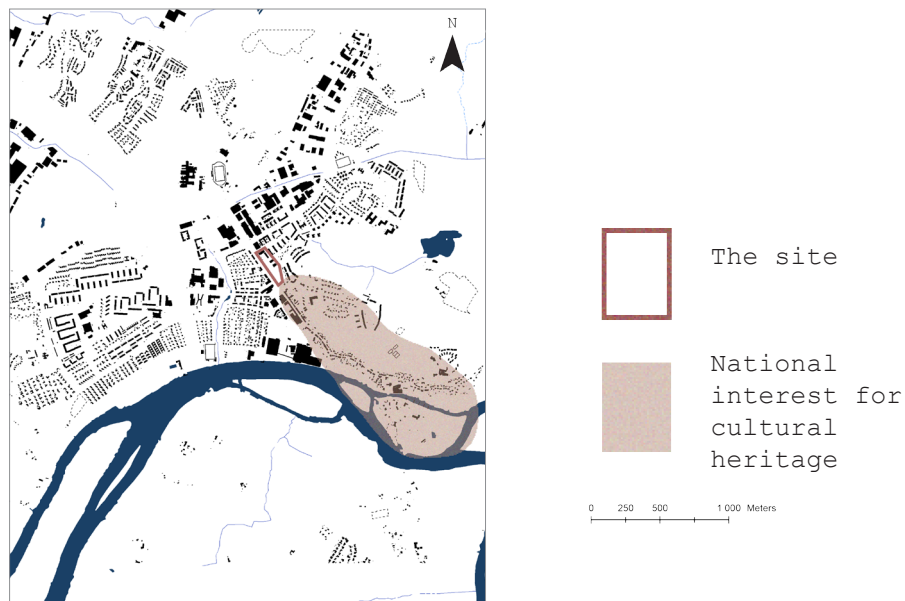 N
The site
National
interest for
cultural
heritage
0 250 500 1 000 Meters